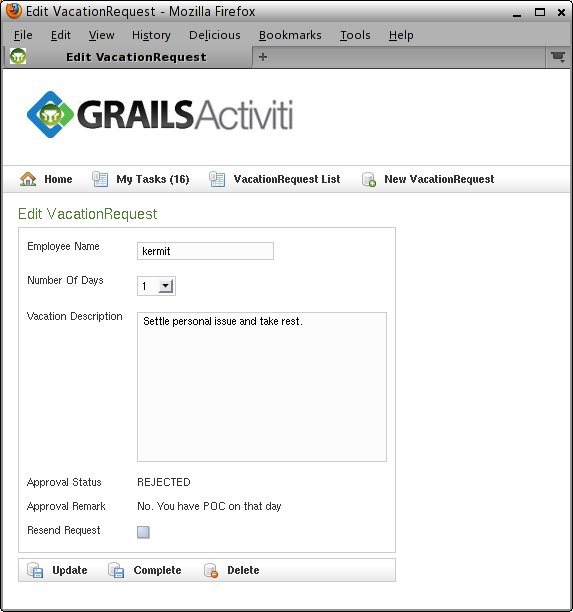 Edit VacationRequest - Mozilla Firefox
File Edit View History Delicious Bookmarks Tools Help
Edit VacationRequest
GRAILSActiviti
Home My Tasks (16) VacationRequest List New VacationRequest
Edit VacationRequest
Employee Name kermit
Number Of Days 1
Vacation Description Settle personal issue and take rest.
Approval Status REJECTED
Approval Remark No. You have POC on that day
Resend Request
Update Complete Delete